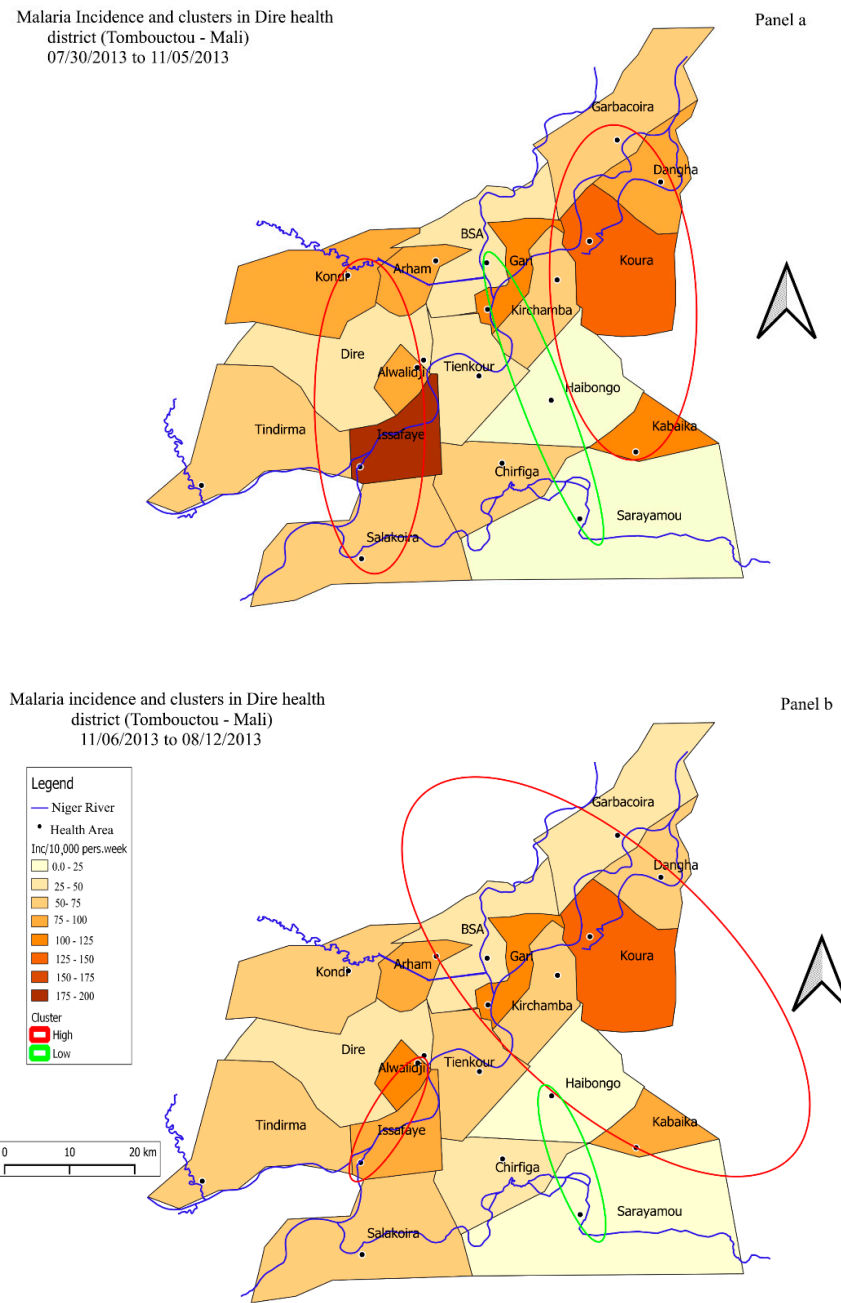 Malaria Incidence and clusters in Dire health
district (Tombouctou - Mali)
07/30/2013 to 11/05/2013
Panel a
Garbacoira
Dangha
BSA
Gari
Koura
Kondi
Arham
Kirchamba
Dire
Alwalidji
Tienkour
Haibongo
Tindirma
Issafaye
Kabaika
Chirfiga
Sarayamou
Salakoira
Malaria incidence and clusters in Dire health
district (Tombouctou - Mali)
11/06/2013 to 08/12/2013
Panel b
Legend
Niger River
Health Area
Inc/10,000 pers.week
0.0 - 25
25 - 50
50- 75
75 - 100
100 - 125
125 - 150
150 - 175
175 - 200
Cluster
High
Low
0 10 20 km
Garbacoira
Dangha
BSA
Gari
Koura
Kondi
Arham
Kirchamba
Dire
Alwalidji
Tienkour
Haibongo
Tindirma
Issafaye
Kabaika
Chirfiga
Sarayamou
Salakoira